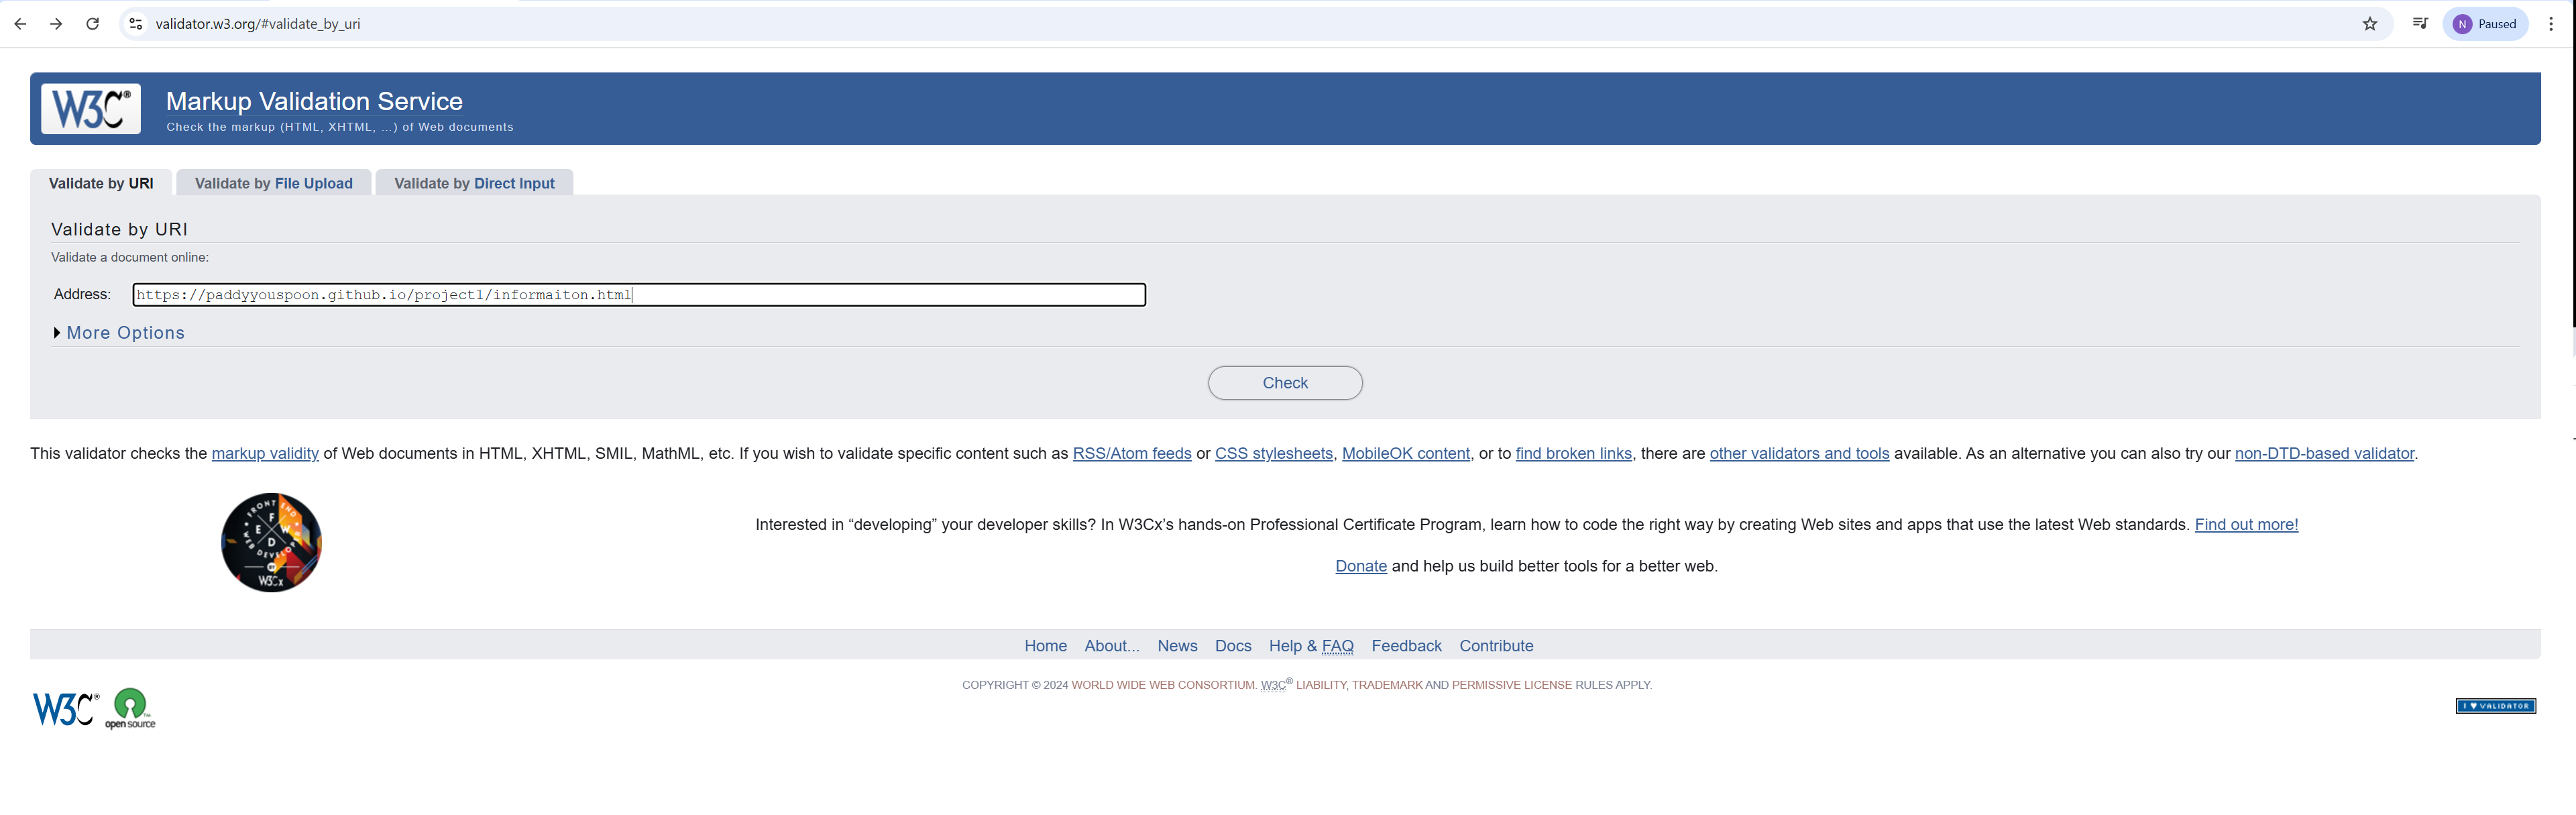 validator.w3.org/#validate_by_uri
N Paused
W3C®
Markup Validation Service
Check the markup (HTML, XHTML, …) of Web documents
Validate by URI
Validate by File Upload
Validate by Direct Input
Validate by URI
Validate a document online:
Address: https://paddyyouspoon.github.io/project1/informaiton.html
More Options
Check
This validator checks the markup validity of Web documents in HTML, XHTML, SMIL, MathML, etc. If you wish to validate specific content such as RSS/Atom feeds or CSS stylesheets, MobileOK content, or to find broken links, there are other validators and tools available. As an alternative you can also try our non-DTD-based validator.
FRONT END
F E W D
WEB DEVELOPER
BY
W3Cx
Interested in “developing” your developer skills? In W3Cx’s hands-on Professional Certificate Program, learn how to code the right way by creating Web sites and apps that use the latest Web standards. Find out more!
Donate and help us build better tools for a better web.
Home About... News Docs Help & FAQ Feedback Contribute
COPYRIGHT © 2024 WORLD WIDE WEB CONSORTIUM. W3C® LIABILITY, TRADEMARK AND PERMISSIVE LICENSE RULES APPLY.
W3C®
open source™
I ♥ VALIDATOR